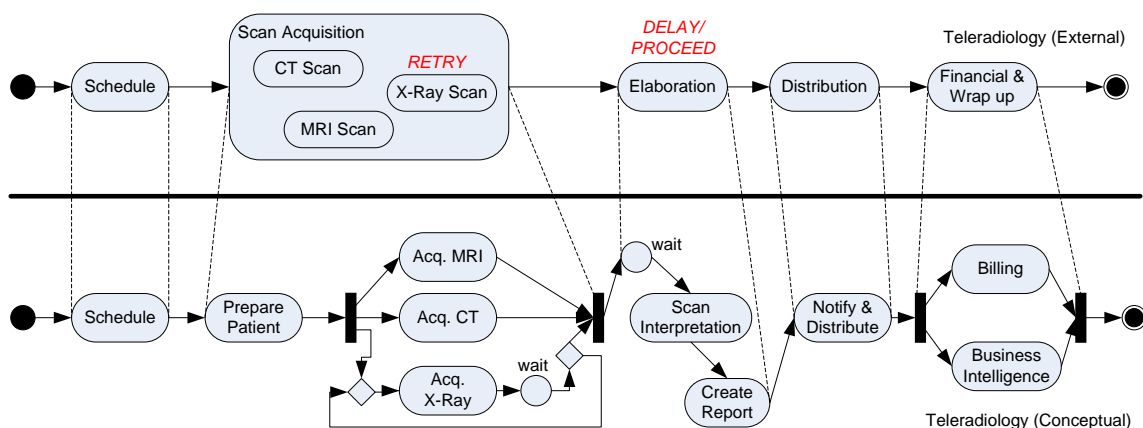 Scan Acquisition
CT Scan
RETRY
X-Ray Scan
MRI Scan
Schedule
DELAY/
PROCEED
Elaboration
Distribution
Teleradiology (External)
Financial &
Wrap up
Schedule
Prepare
Patient
Acq. MRI
Acq. CT
Acq.
X-Ray
wait
wait
Scan
Interpretation
Create
Report
Notify &
Distribute
Billing
Business
Intelligence
Teleradiology (Conceptual)